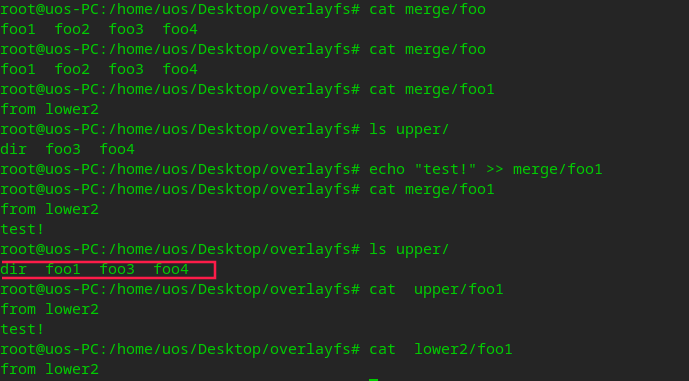 root@uos-PC:/home/uos/Desktop/overlayfs# cat merge/foo
foo1  foo2  foo3  foo4
root@uos-PC:/home/uos/Desktop/overlayfs# cat merge/foo
foo1  foo2  foo3  foo4
root@uos-PC:/home/uos/Desktop/overlayfs# cat merge/foo1
from lower2
root@uos-PC:/home/uos/Desktop/overlayfs# ls upper/
dir  foo3  foo4
root@uos-PC:/home/uos/Desktop/overlayfs# echo "test!" >> merge/foo1
root@uos-PC:/home/uos/Desktop/overlayfs# cat merge/foo1
from lower2
test!
root@uos-PC:/home/uos/Desktop/overlayfs# ls upper/
dir  foo1  foo3  foo4
root@uos-PC:/home/uos/Desktop/overlayfs# cat  upper/foo1
from lower2
test!
root@uos-PC:/home/uos/Desktop/overlayfs# cat  lower2/foo1
from lower2